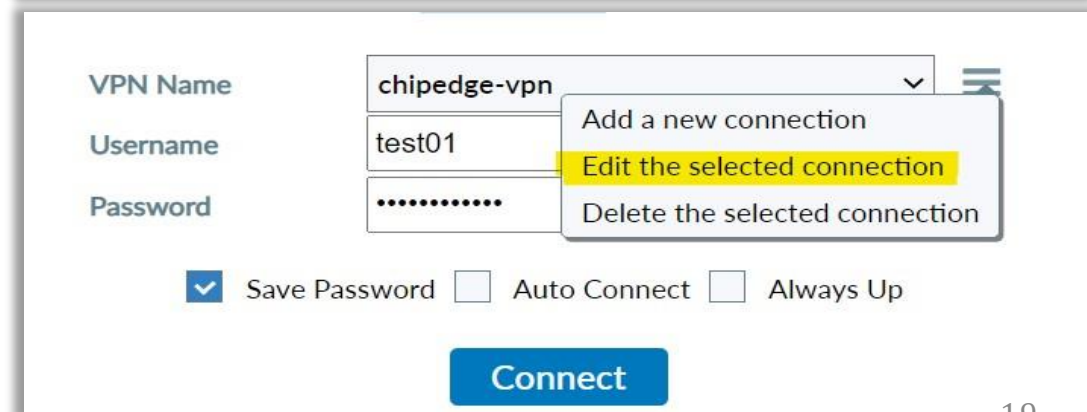 VPN Name
chipedge-vpn
Add a new connection
Username
test01
Edit the selected connection
Password
••••••••••••
Delete the selected connection
Save Password Auto Connect Always Up
Connect